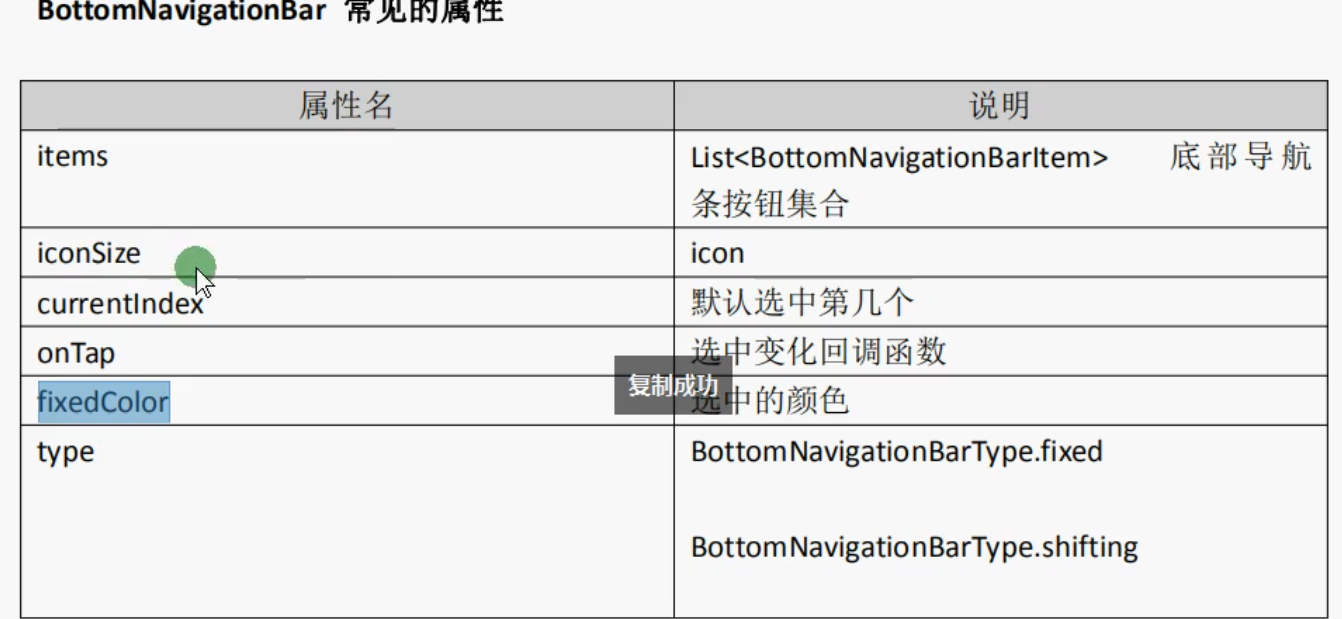 BottomNavigationBar 常见的属性
属性名 说明
items List<BottomNavigationBarItem> 底部导航
条按钮集合
iconSize icon
currentIndex 默认选中第几个
onTap 选中变化回调函数
复制成功
fixedColor 选中的颜色
type BottomNavigationBarType.fixed
BottomNavigationBarType.shifting